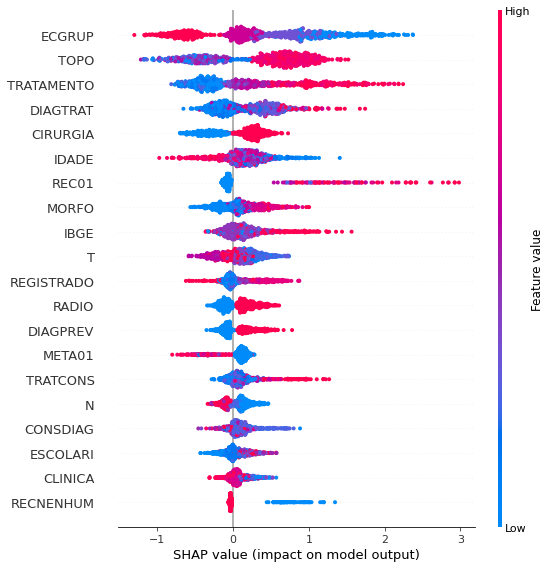 High
ECGRUP
TOPO
TRATAMENTO
DIAGTRAT
CIRURGIA
IDADE
REC01
MORFO
IBGE
T
REGISTRADO
RADIO
DIAGPREV
META01
TRATCONS
N
CONSDIAG
ESCOLARI
CLINICA
RECNENHUM
Low
Feature value
−1 0 1 2 3
SHAP value (impact on model output)